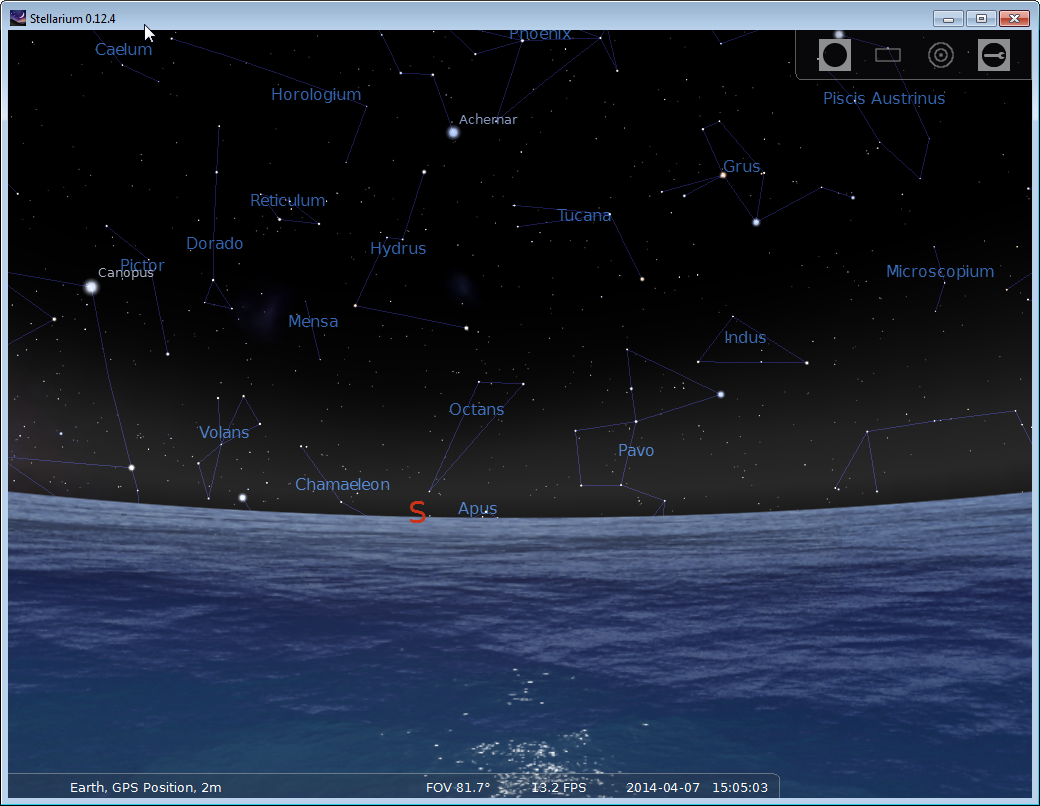 Stellarium 0.12.4
Phoenix
Caelum
Horologium
Piscis Austrinus
Achernar
Grus
Reticulum
Tucana
Dorado
Hydrus
Pictor
Canopus
Microscopium
Mensa
Indus
Octans
Volans
Pavo
Chamaeleon
S
Apus
Earth, GPS Position, 2m FOV 81.7° 13.2 FPS 2014-04-07 15:05:03